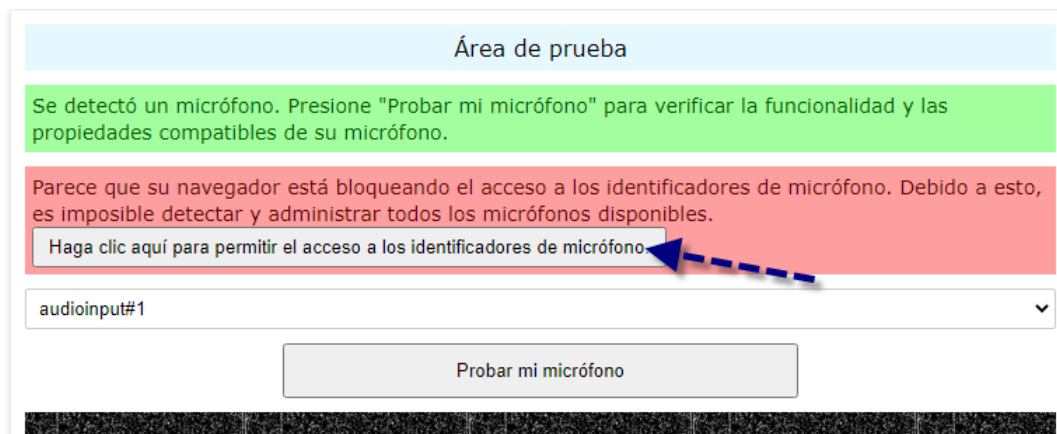 Área de prueba
Se detectó un micrófono. Presione "Probar mi micrófono" para verificar la funcionalidad y las
propiedades compatibles de su micrófono.
Parece que su navegador está bloqueando el acceso a los identificadores de micrófono. Debido a esto,
es imposible detectar y administrar todos los micrófonos disponibles.
Haga clic aquí para permitir el acceso a los identificadores de micrófono.
audioinput#1
Probar mi micrófono